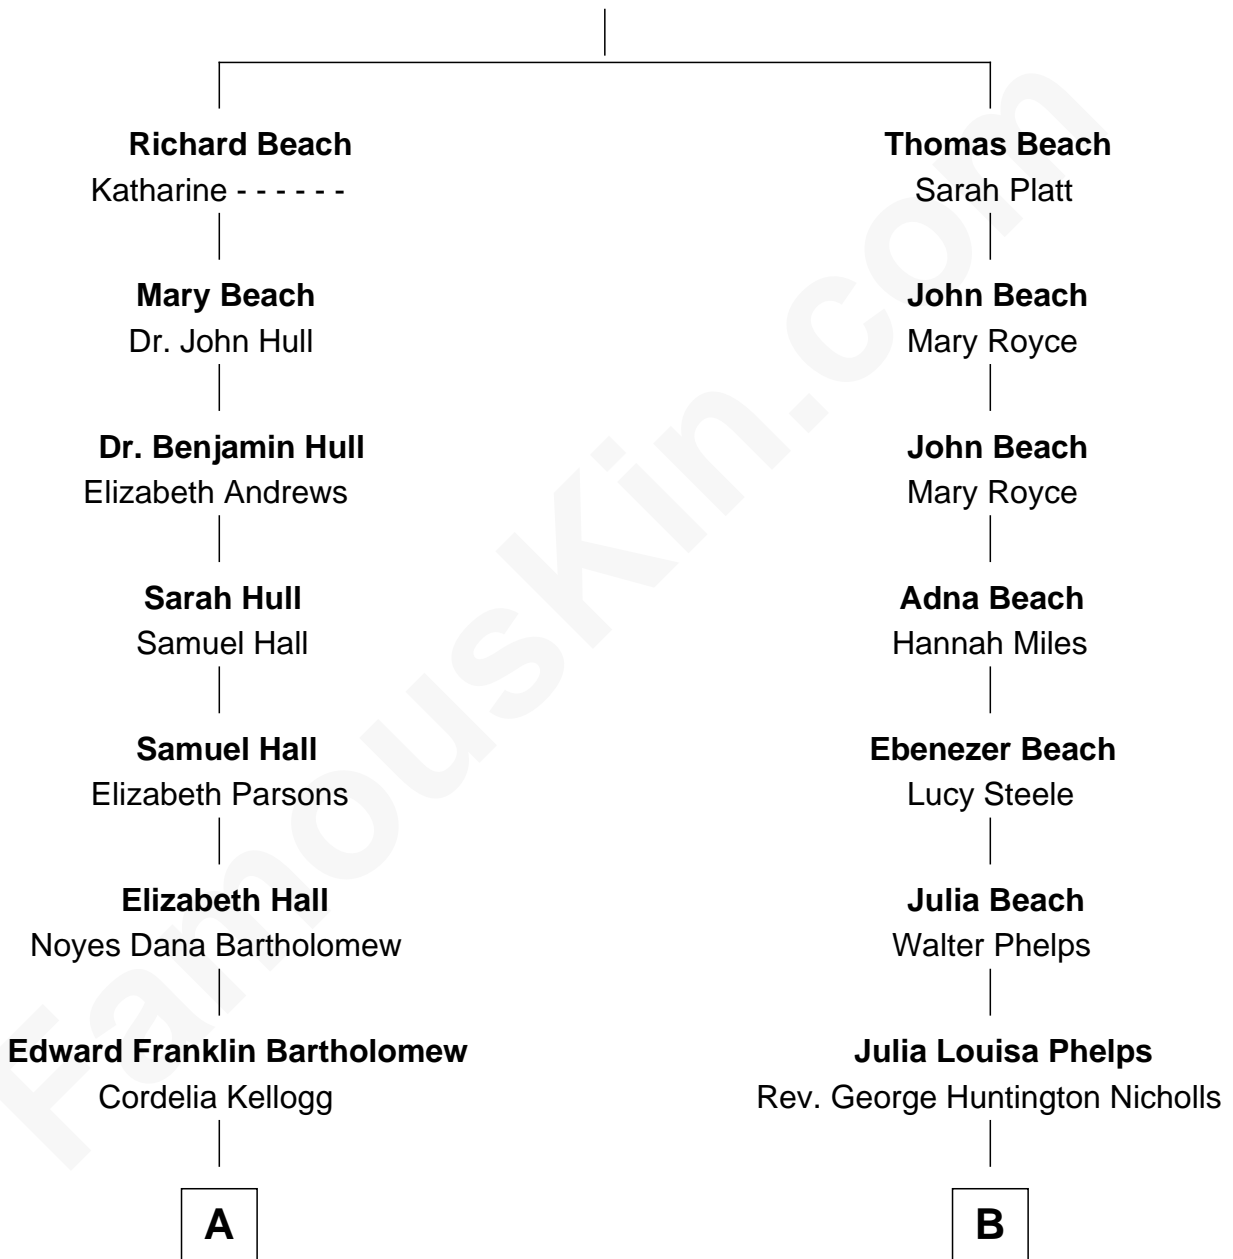 Richard Beach
Katharine - - - - - -
Mary Beach
Dr. John Hull
Dr. Benjamin Hull
Elizabeth Andrews
Sarah Hull
Samuel Hall
Samuel Hall
Elizabeth Parsons
Elizabeth Hall
Noyes Dana Bartholomew
Edward Franklin Bartholomew
Cordelia Kellogg
A
Thomas Beach
Sarah Platt
John Beach
Mary Royce
John Beach
Mary Royce
Adna Beach
Hannah Miles
Ebenezer Beach
Lucy Steele
Julia Beach
Walter Phelps
Julia Louisa Phelps
Rev. George Huntington Nicholls
B
FamousKin.com